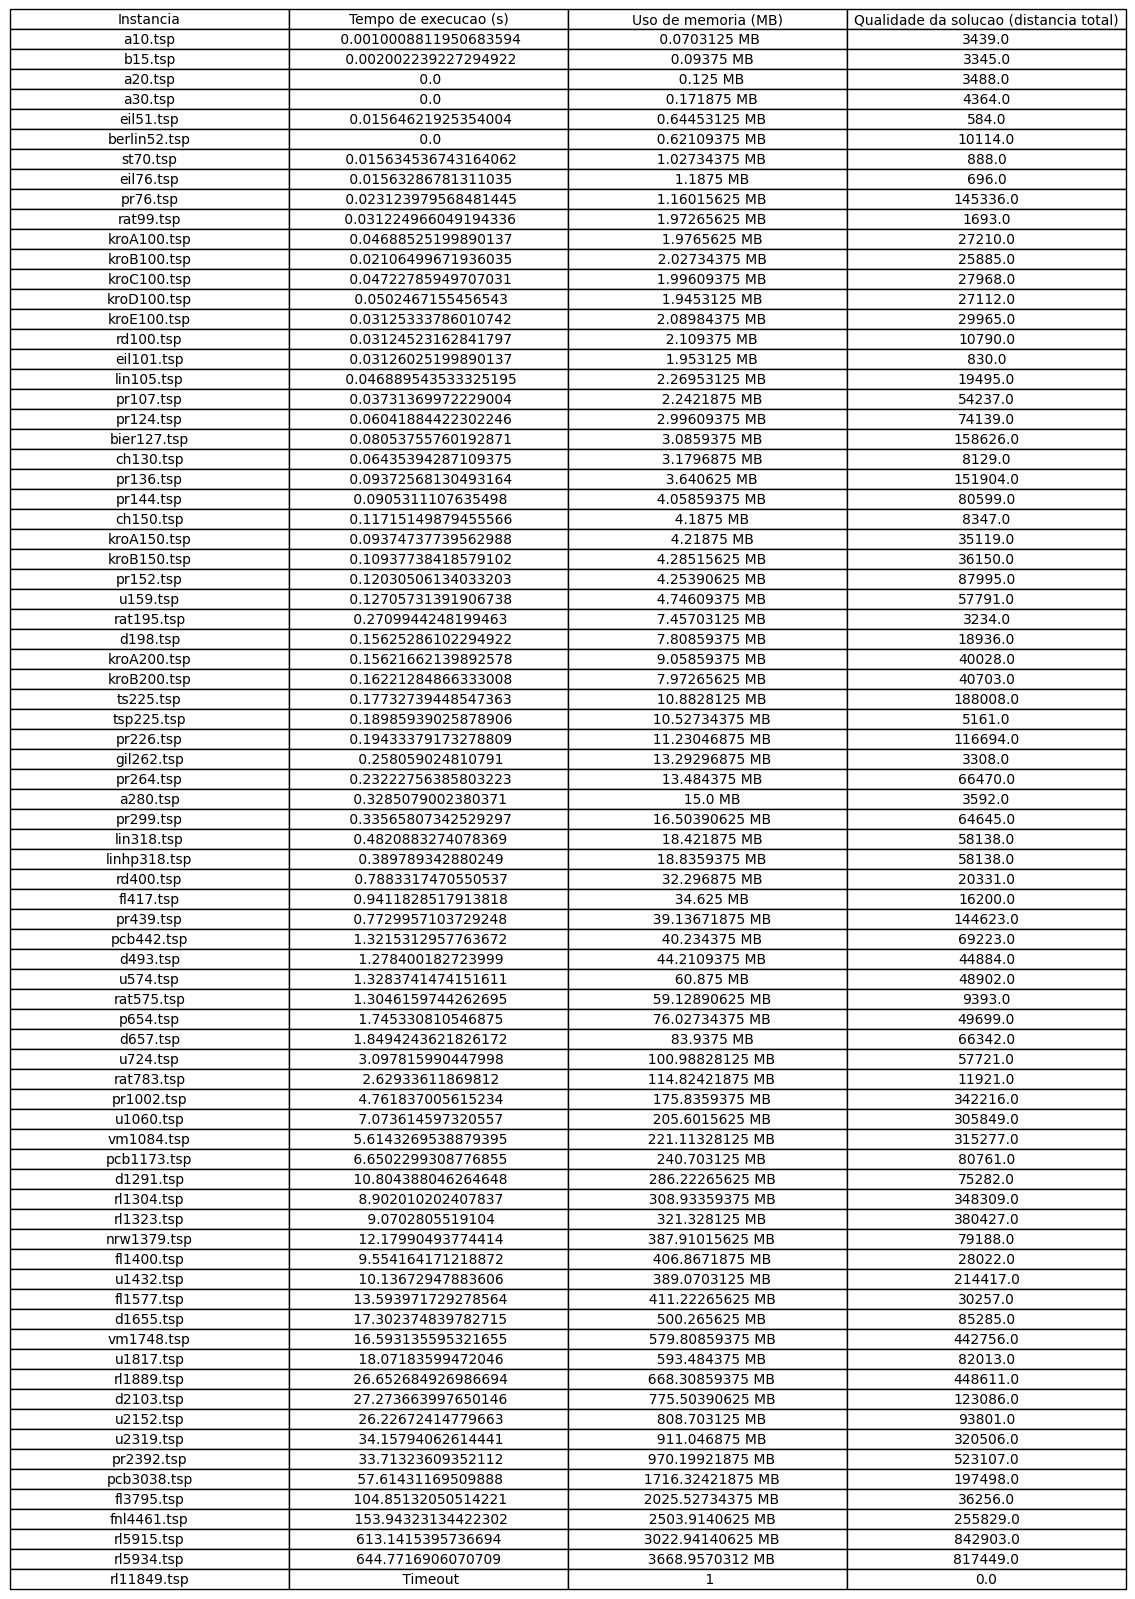 Instancia Tempo de execucao (s) Uso de memoria (MB) Qualidade da solucao (distancia total)
a10.tsp 0.0010008811950683594 0.0703125 MB 3439.0
b15.tsp 0.002002239227294922 0.09375 MB 3345.0
a20.tsp 0.0 0.125 MB 3488.0
a30.tsp 0.0 0.171875 MB 4364.0
eil51.tsp 0.01564621925354004 0.64453125 MB 584.0
berlin52.tsp 0.0 0.62109375 MB 10114.0
st70.tsp 0.015634536743164062 1.02734375 MB 888.0
eil76.tsp 0.01563286781311035 1.1875 MB 696.0
pr76.tsp 0.023123979568481445 1.16015625 MB 145336.0
rat99.tsp 0.031224966049194336 1.97265625 MB 1693.0
kroA100.tsp 0.04688525199890137 1.9765625 MB 27210.0
kroB100.tsp 0.02106499671936035 2.02734375 MB 25885.0
kroC100.tsp 0.04722785949707031 1.99609375 MB 27968.0
kroD100.tsp 0.0502467155456543 1.9453125 MB 27112.0
kroE100.tsp 0.03125333786010742 2.08984375 MB 29965.0
rd100.tsp 0.03124523162841797 2.109375 MB 10790.0
eil101.tsp 0.03126025199890137 1.953125 MB 830.0
lin105.tsp 0.046889543533325195 2.26953125 MB 19495.0
pr107.tsp 0.03731369972229004 2.2421875 MB 54237.0
pr124.tsp 0.06041884422302246 2.99609375 MB 74139.0
bier127.tsp 0.08053755760192871 3.0859375 MB 158626.0
ch130.tsp 0.06435394287109375 3.1796875 MB 8129.0
pr136.tsp 0.09372568130493164 3.640625 MB 151904.0
pr144.tsp 0.0905311107635498 4.05859375 MB 80599.0
ch150.tsp 0.11715149879455566 4.1875 MB 8347.0
kroA150.tsp 0.09374737739562988 4.21875 MB 35119.0
kroB150.tsp 0.10937738418579102 4.28515625 MB 36150.0
pr152.tsp 0.12030506134033203 4.25390625 MB 87995.0
u159.tsp 0.12705731391906738 4.74609375 MB 57791.0
rat195.tsp 0.2709944248199463 7.45703125 MB 3234.0
d198.tsp 0.15625286102294922 7.80859375 MB 18936.0
kroA200.tsp 0.15621662139892578 9.05859375 MB 40028.0
kroB200.tsp 0.16221284866333008 7.97265625 MB 40703.0
ts225.tsp 0.17732739448547363 10.8828125 MB 188008.0
tsp225.tsp 0.18985939025878906 10.52734375 MB 5161.0
pr226.tsp 0.19433379173278809 11.23046875 MB 116694.0
gil262.tsp 0.258059024810791 13.29296875 MB 3308.0
pr264.tsp 0.23222756385803223 13.484375 MB 66470.0
a280.tsp 0.3285079002380371 15.0 MB 3592.0
pr299.tsp 0.33565807342529297 16.50390625 MB 64645.0
lin318.tsp 0.4820883274078369 18.421875 MB 58138.0
linhp318.tsp 0.389789342880249 18.8359375 MB 58138.0
rd400.tsp 0.7883317470550537 32.296875 MB 20331.0
fl417.tsp 0.9411828517913818 34.625 MB 16200.0
pr439.tsp 0.7729957103729248 39.13671875 MB 144623.0
pcb442.tsp 1.3215312957763672 40.234375 MB 69223.0
d493.tsp 1.278400182723999 44.2109375 MB 44884.0
u574.tsp 1.3283741474151611 60.875 MB 48902.0
rat575.tsp 1.3046159744262695 59.12890625 MB 9393.0
p654.tsp 1.745330810546875 76.02734375 MB 49699.0
d657.tsp 1.8494243621826172 83.9375 MB 66342.0
u724.tsp 3.097815990447998 100.98828125 MB 57721.0
rat783.tsp 2.62933611869812 114.82421875 MB 11921.0
pr1002.tsp 4.761837005615234 175.8359375 MB 342216.0
u1060.tsp 7.073614597320557 205.6015625 MB 305849.0
vm1084.tsp 5.6143269538879395 221.11328125 MB 315277.0
pcb1173.tsp 6.6502299308776855 240.703125 MB 80761.0
d1291.tsp 10.804388046264648 286.22265625 MB 75282.0
rl1304.tsp 8.902010202407837 308.93359375 MB 348309.0
rl1323.tsp 9.0702805519104 321.328125 MB 380427.0
nrw1379.tsp 12.17990493774414 387.91015625 MB 79188.0
fl1400.tsp 9.554164171218872 406.8671875 MB 28022.0
u1432.tsp 10.13672947883606 389.0703125 MB 214417.0
fl1577.tsp 13.593971729278564 411.22265625 MB 30257.0
d1655.tsp 17.302374839782715 500.265625 MB 85285.0
vm1748.tsp 16.593135595321655 579.80859375 MB 442756.0
u1817.tsp 18.07183599472046 593.484375 MB 82013.0
rl1889.tsp 26.652684926986694 668.30859375 MB 448611.0
d2103.tsp 27.273663997650146 775.50390625 MB 123086.0
u2152.tsp 26.22672414779663 808.703125 MB 93801.0
u2319.tsp 34.15794062614441 911.046875 MB 320506.0
pr2392.tsp 33.71323609352112 970.19921875 MB 523107.0
pcb3038.tsp 57.61431169509888 1716.32421875 MB 197498.0
fl3795.tsp 104.85132050514221 2025.52734375 MB 36256.0
fnl4461.tsp 153.94323134422302 2503.9140625 MB 255829.0
rl5915.tsp 613.1415395736694 3022.94140625 MB 842903.0
rl5934.tsp 644.7716906070709 3668.9570312 MB 817449.0
rl11849.tsp Timeout 1 0.0